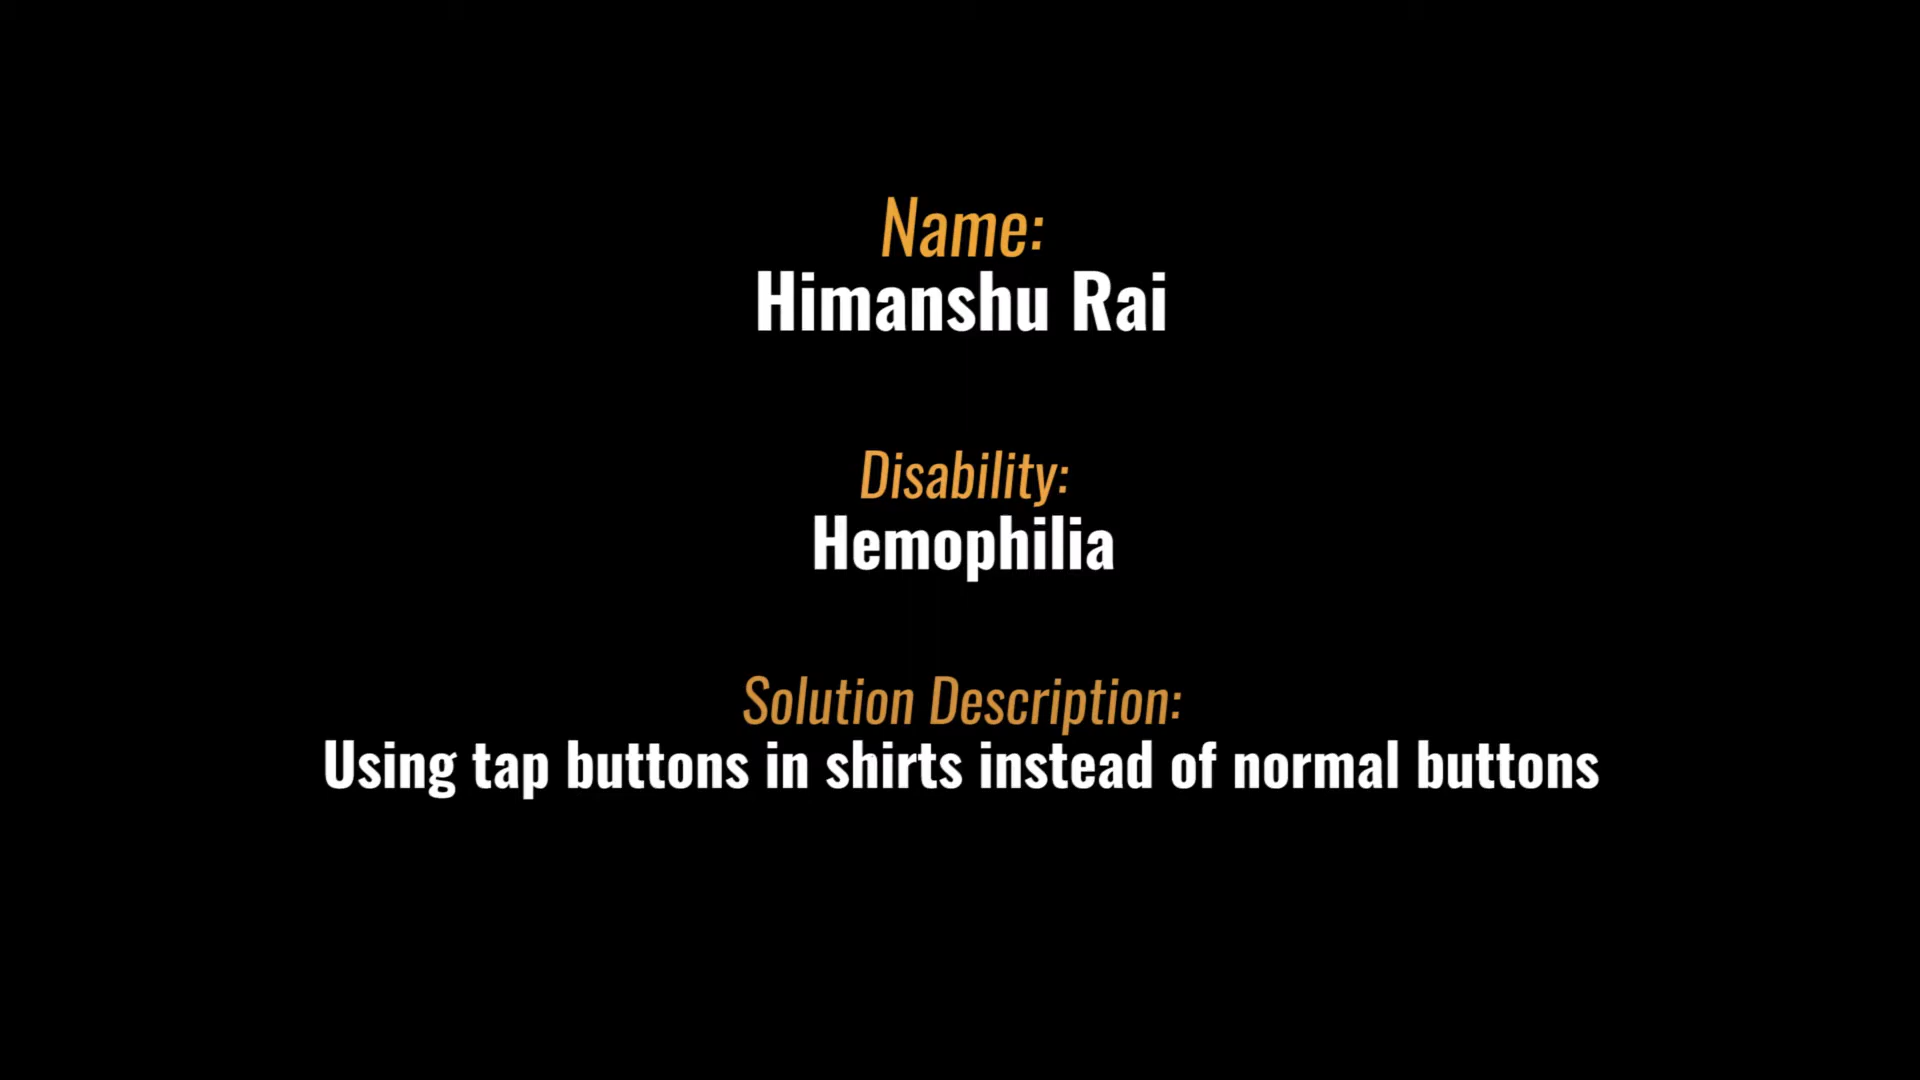 Name:
Himanshu Rai
Disability:
Hemophilia
Solution Description:
Using tap buttons in shirts instead of normal buttons